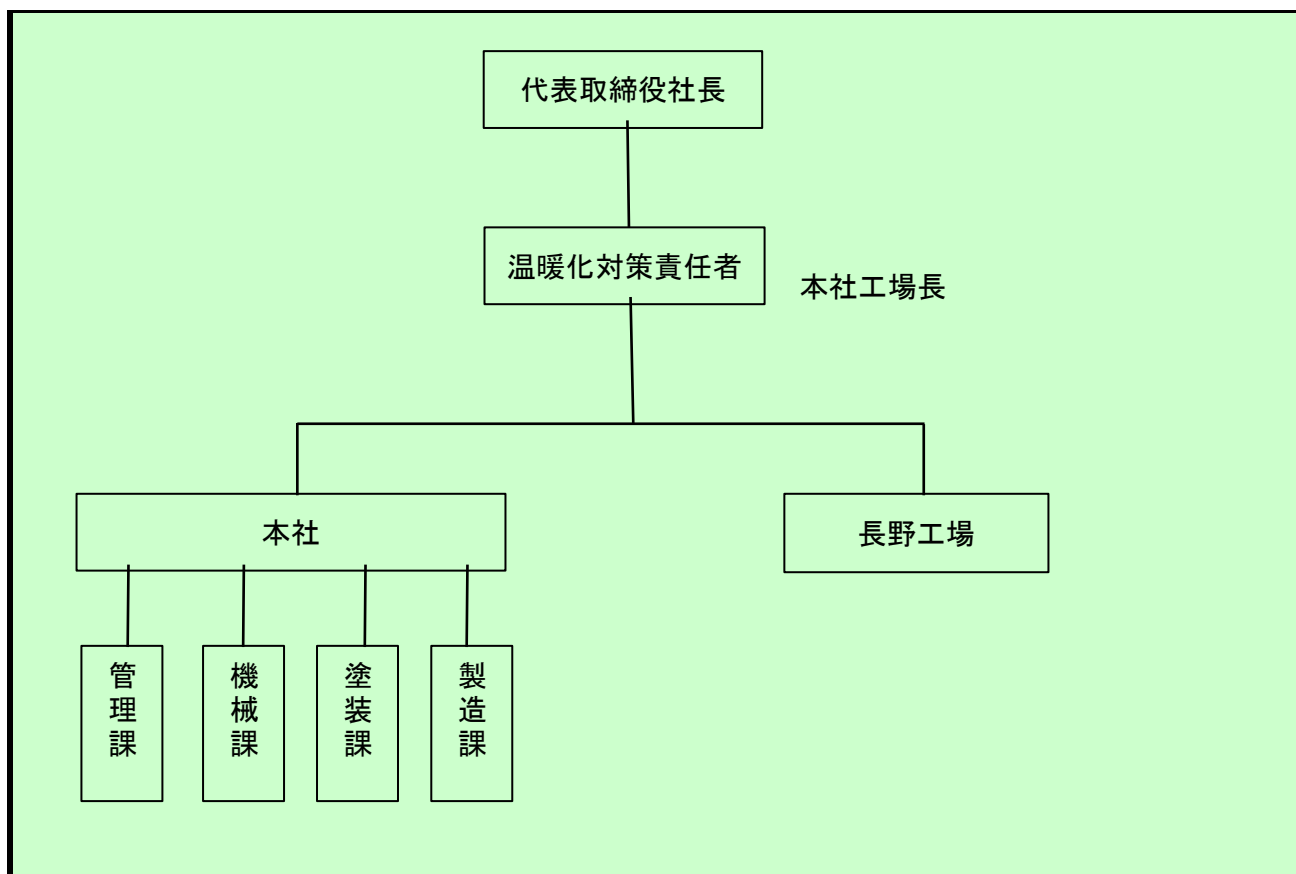 代表取締役社長
温暖化対策責任者
本社工場長
本社
長野工場
管理課
機械課
塗装課
製造課